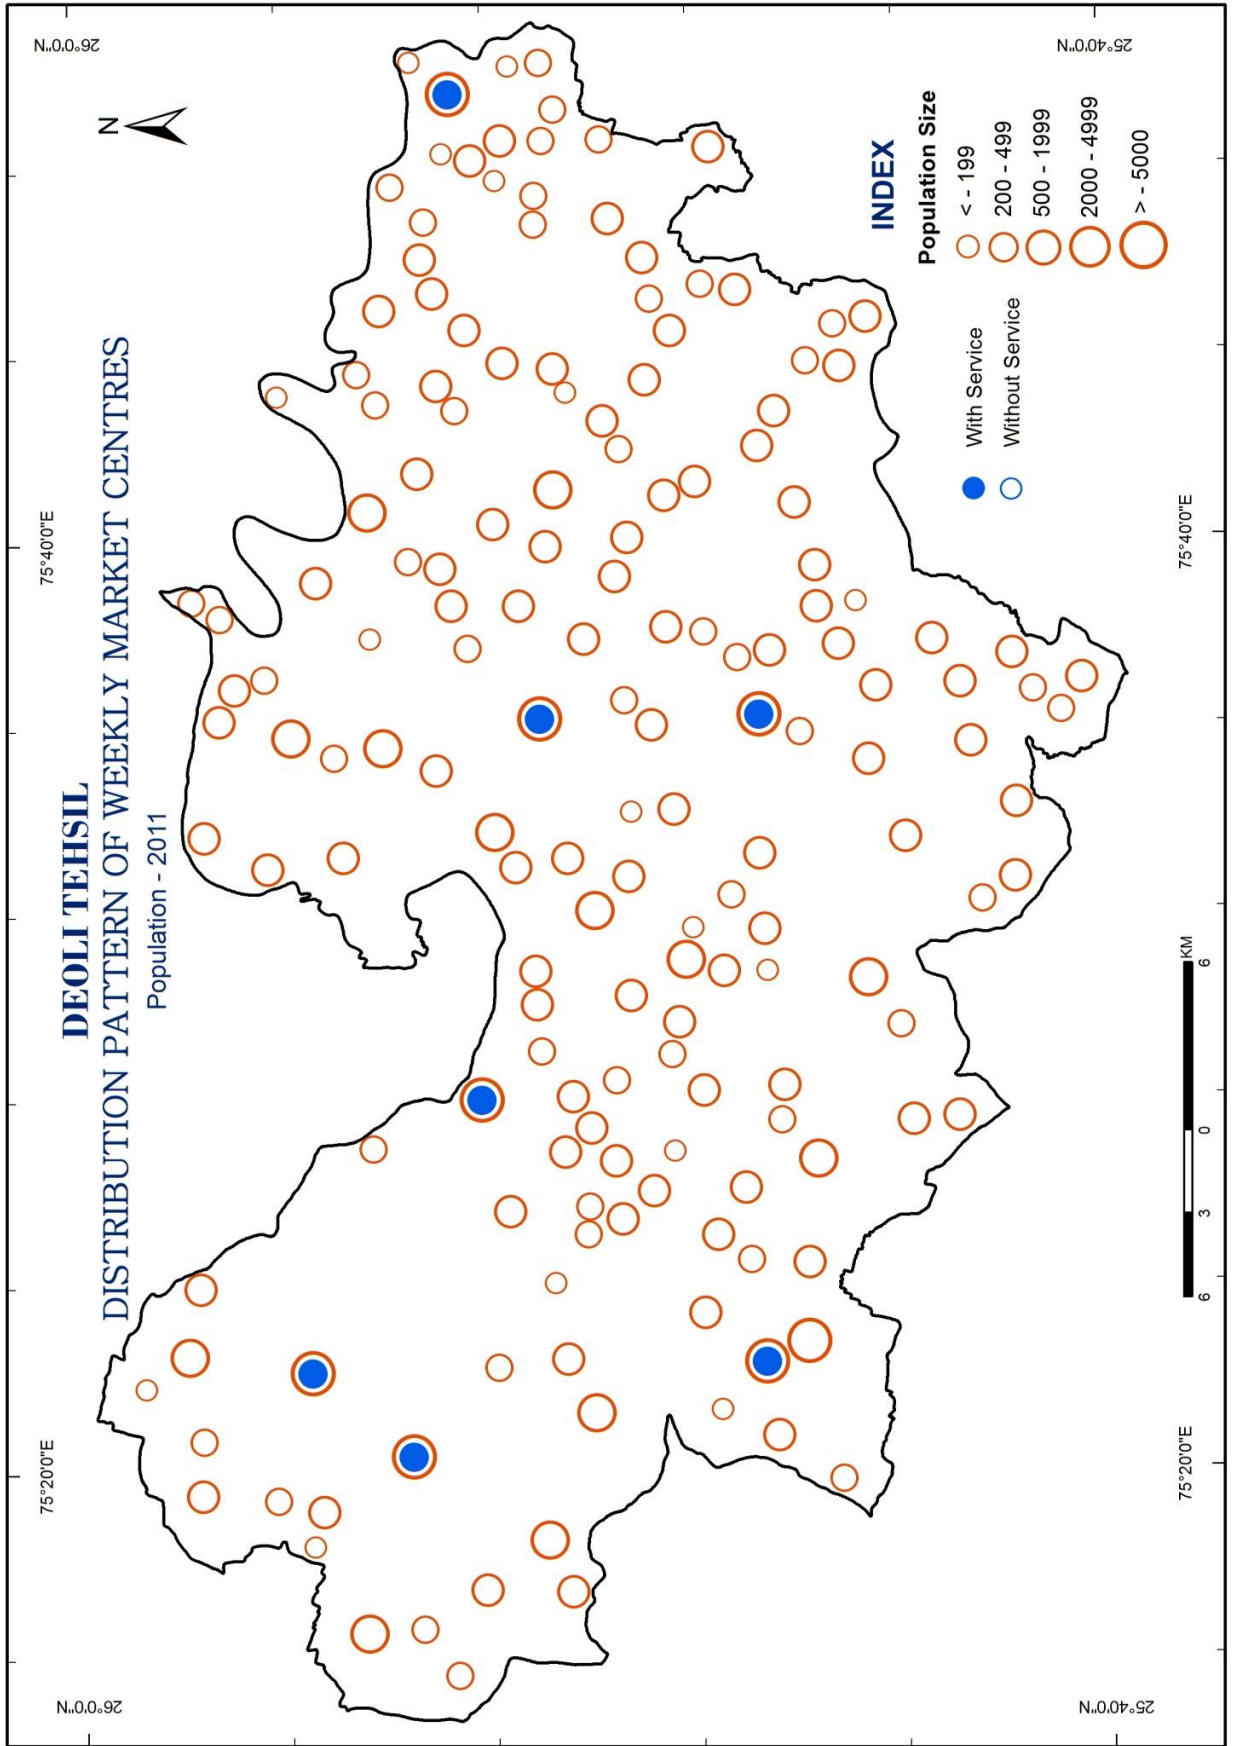 DEOLI TEHSIL
DISTRIBUTION PATTERN OF WEEKLY MARKET CENTRES
Population - 2011
75°20'0"E
75°40'0"E
26°0'0"N
26°0'0"N
N
INDEX
Population Size
With Service
Without Service
< - 199
200 - 499
500 - 1999
2000 - 4999
> - 5000
6 3 0 6
KM
25°40'0"N
25°40'0"N
75°20'0"E
75°40'0"E